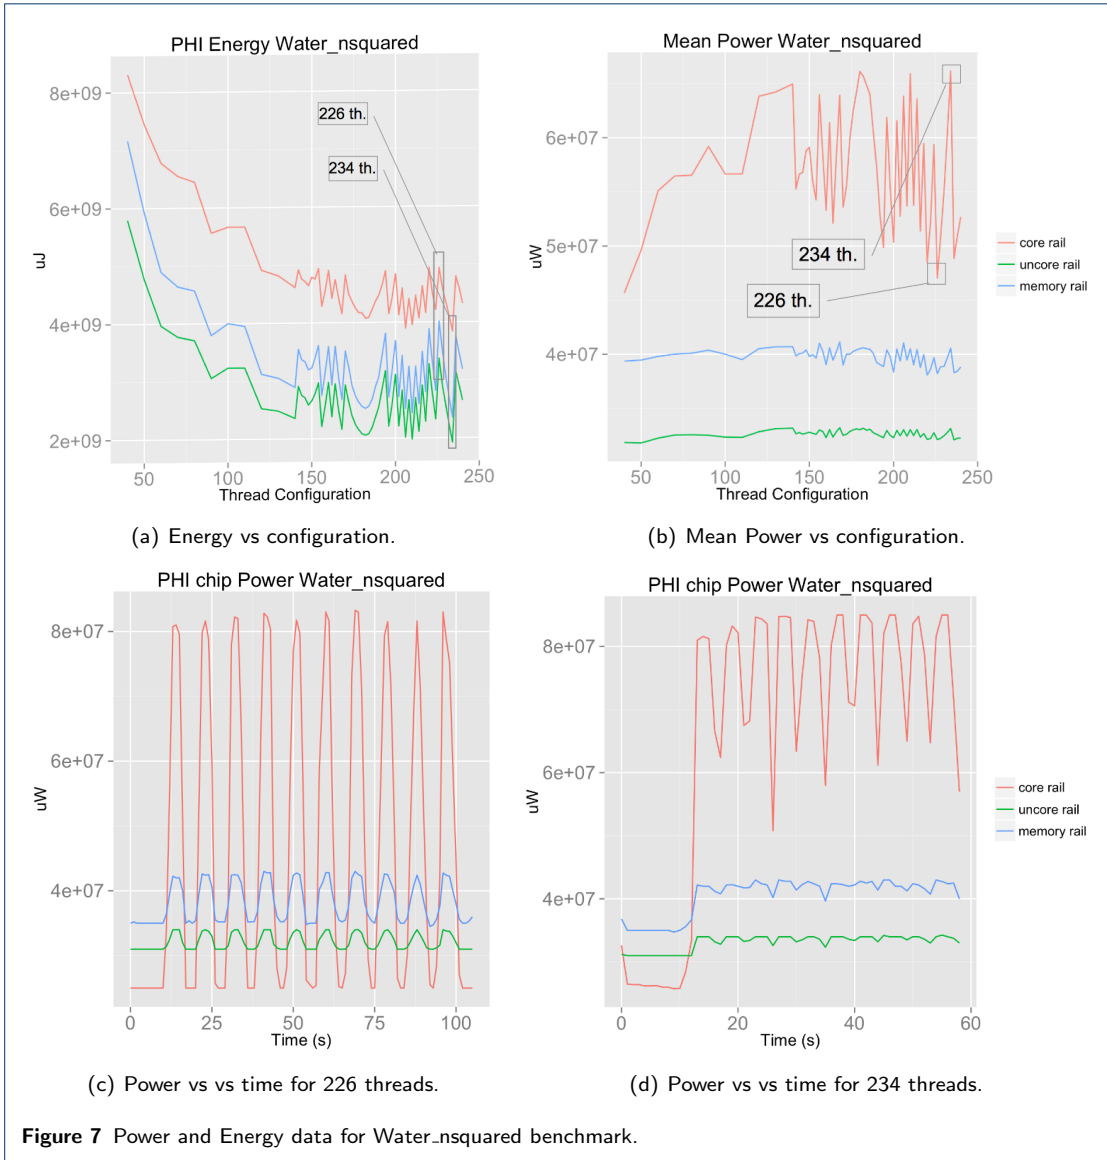 PHI Energy Water_nsquared
8e+09
6e+09
4e+09
2e+09
uJ
226 th.
234 th.
50
100
150
200
250
Thread Configuration
(a) Energy vs configuration.
Mean Power Water_nsquared
6e+07
5e+07
4e+07
uW
234 th.
226 th.
50
100
150
200
250
Thread Configuration
core rail
uncore rail
memory rail
(b) Mean Power vs configuration.
PHI chip Power Water_nsquared
8e+07
6e+07
4e+07
uW
0
25
50
75
100
Time (s)
(c) Power vs vs time for 226 threads.
PHI chip Power Water_nsquared
8e+07
6e+07
4e+07
uW
0
20
40
60
Time (s)
core rail
uncore rail
memory rail
(d) Power vs vs time for 234 threads.
Figure 7 Power and Energy data for Water_nsquared benchmark.